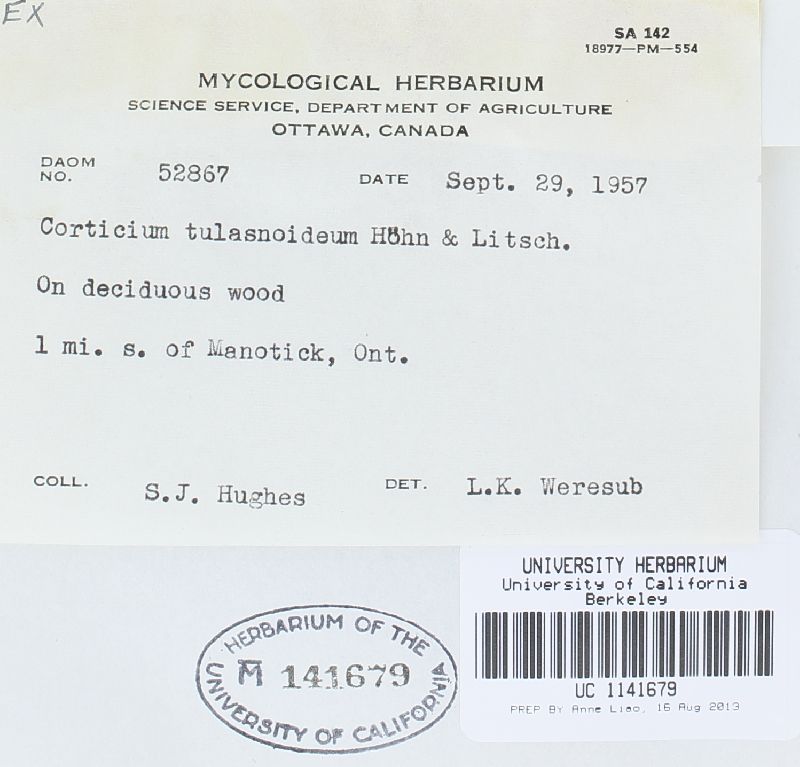 EX
SA 142
18977—PM—554
MYCOLOGICAL HERBARIUM
SCIENCE SERVICE, DEPARTMENT OF AGRICULTURE
OTTAWA, CANADA
DAOM NO. 52867 DATE Sept. 29, 1957
Corticium tulasnoideum Höhn & Litsch.
On deciduous wood
1 mi. s. of Manotick, Ont.
COLL. S.J. Hughes DET. L.K. Weresub
UNIVERSITY HERBARIUM
University of California
Berkeley
UC 1141679
PREP BY Anne Liao, 16 Aug 2013
HERBARIUM OF THE
M̅ 141679
UNIVERSITY OF CALIFORNIA